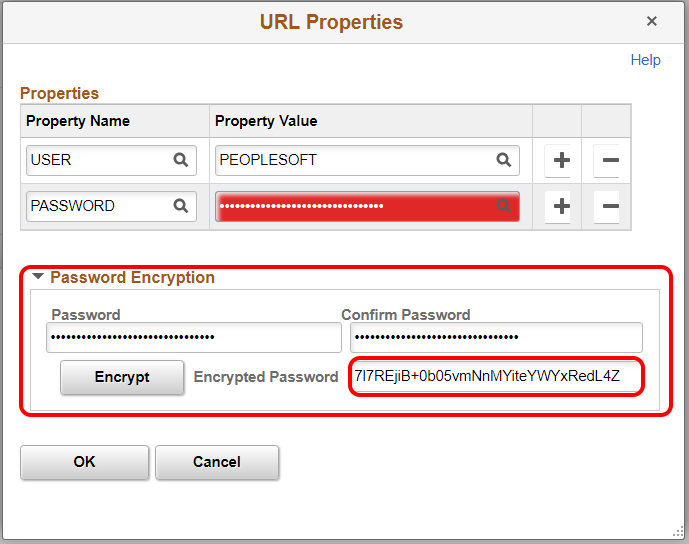 URL Properties
Help
Properties
Property Name Property Value
USER PEOPLESOFT
PASSWORD ••••••••••••••••••••••••••••••••
Password Encryption
Password Confirm Password
•••••••••••••••••••••••••••••••• ••••••••••••••••••••••••••••••••
Encrypt Encrypted Password 7I7REjiB+0b05vmNnMYiteYWYxRedL4Z
OK Cancel